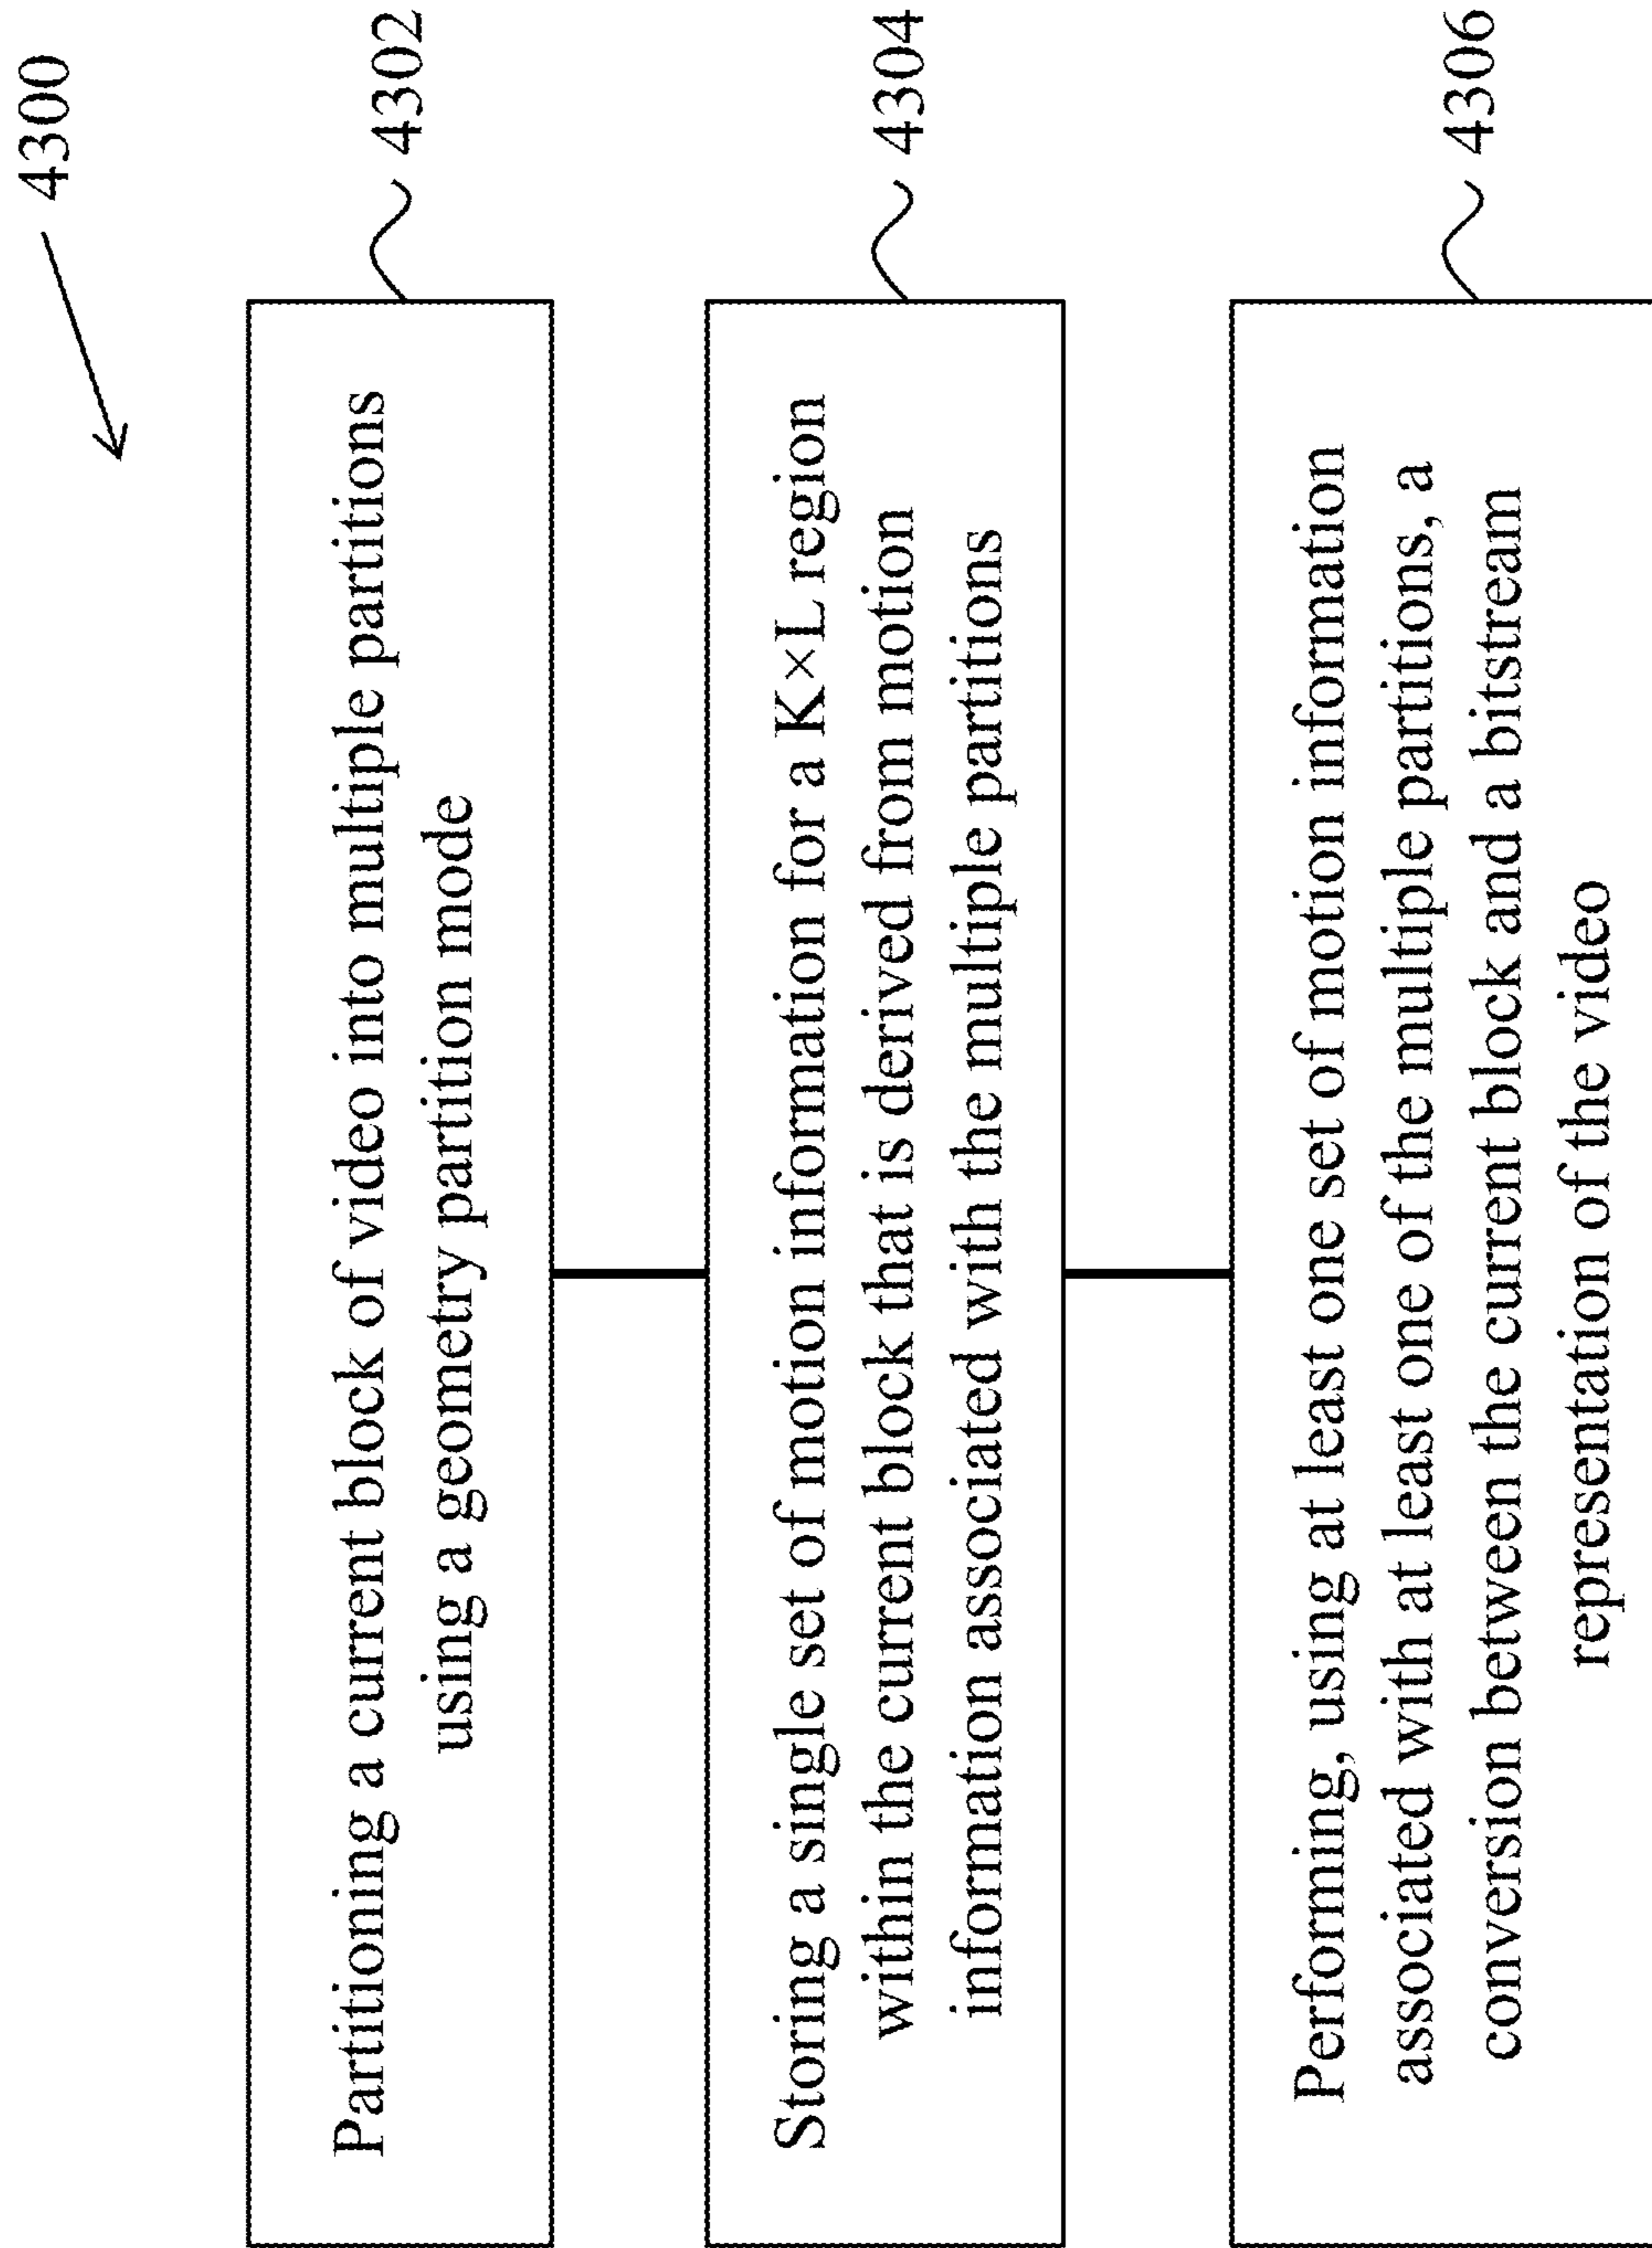 4300
Partitioning a current block of video into multiple partitions
using a geometry partition mode
4302
Storing a single set of motion information for a K×L region
within the current block that is derived from motion
information associated with the multiple partitions
4304
Performing, using at least one set of motion information
associated with at least one of the multiple partitions, a
conversion between the current block and a bitstream
representation of the video
4306